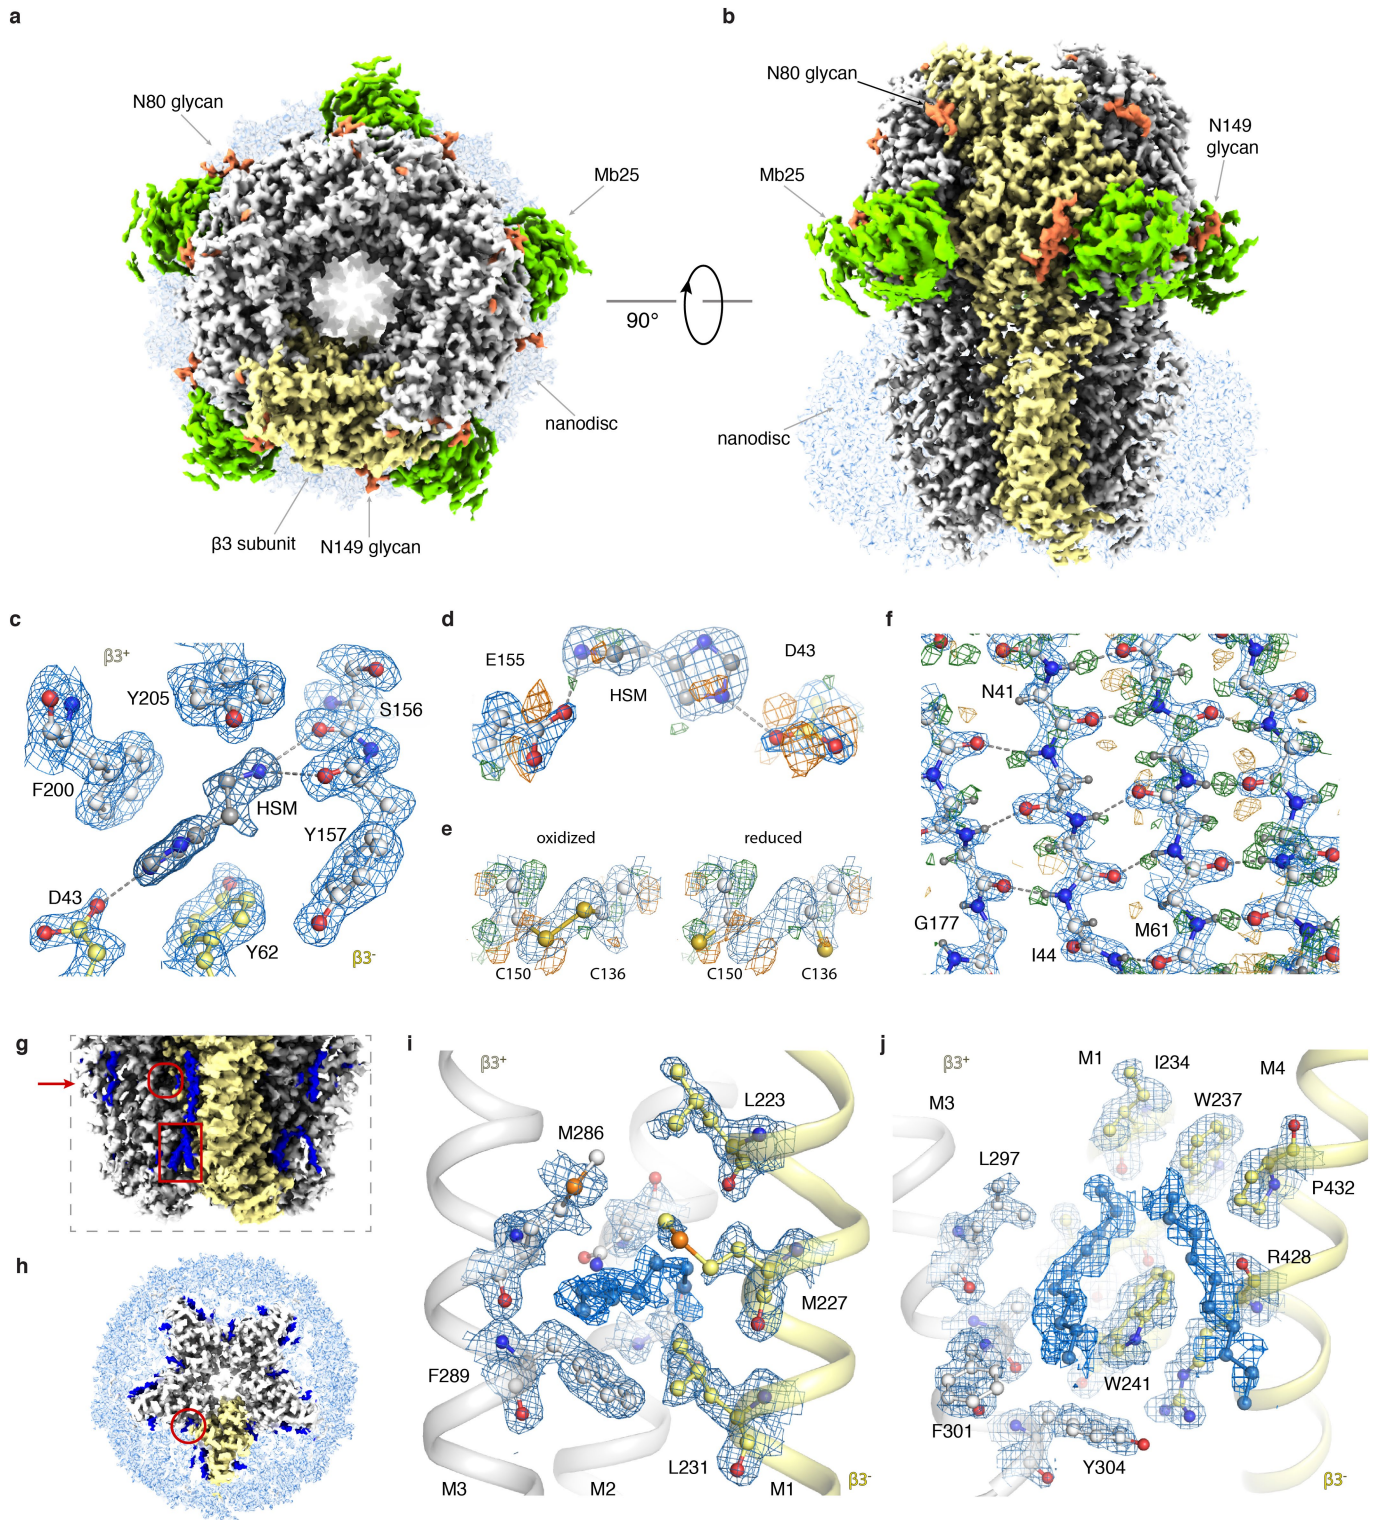 a
b
N80 glycan
N80 glycan
N149
glycan
Mb25
Mb25
90°
nanodisc
nanodisc
β3 subunit
N149 glycan
c
d
f
β3⁺
Y205
S156
F200
HSM
Y157
D43
Y62
β3⁻
E155
HSM
D43
e
oxidized
reduced
C150
C136
C150
C136
N41
G177
I44
M61
g
h
i
β3⁺
L223
M286
M227
F289
L231
M3
M2
M1
β3⁻
j
β3⁺
M1
I234
M4
M3
W237
L297
P432
R428
W241
F301
Y304
β3⁻